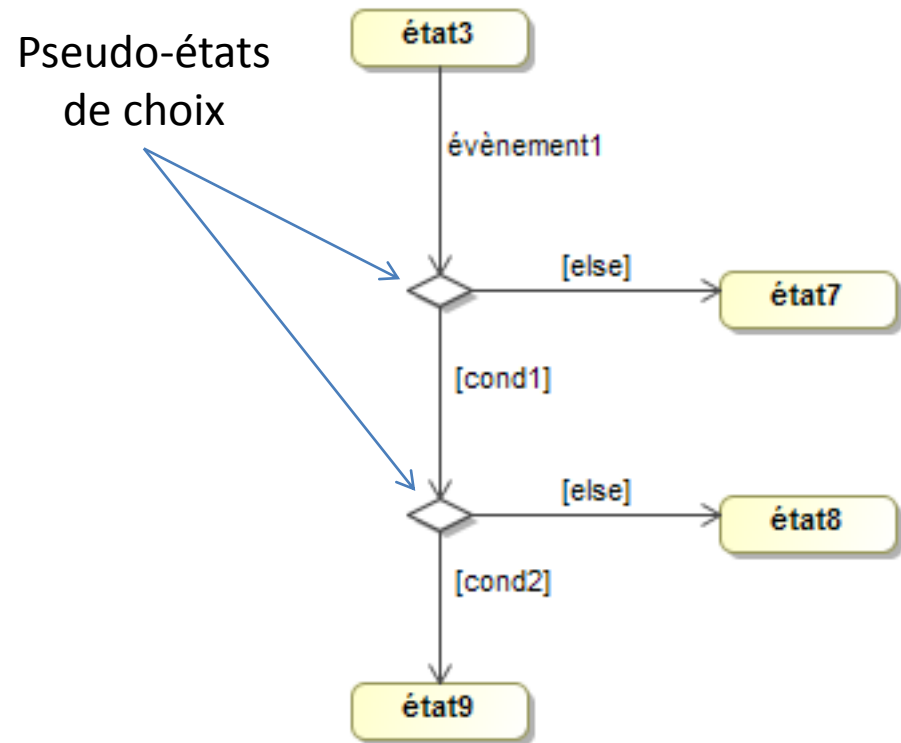 état3
Pseudo-états
de choix
évènement1
[else]
état7
[cond1]
[else]
état8
[cond2]
état9